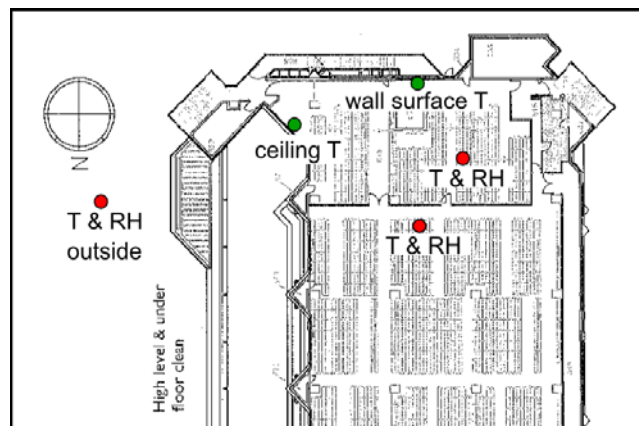 wall surface T
ceiling T
T & RH
T & RH
outside
T & RH
High level & under
floor clean
N